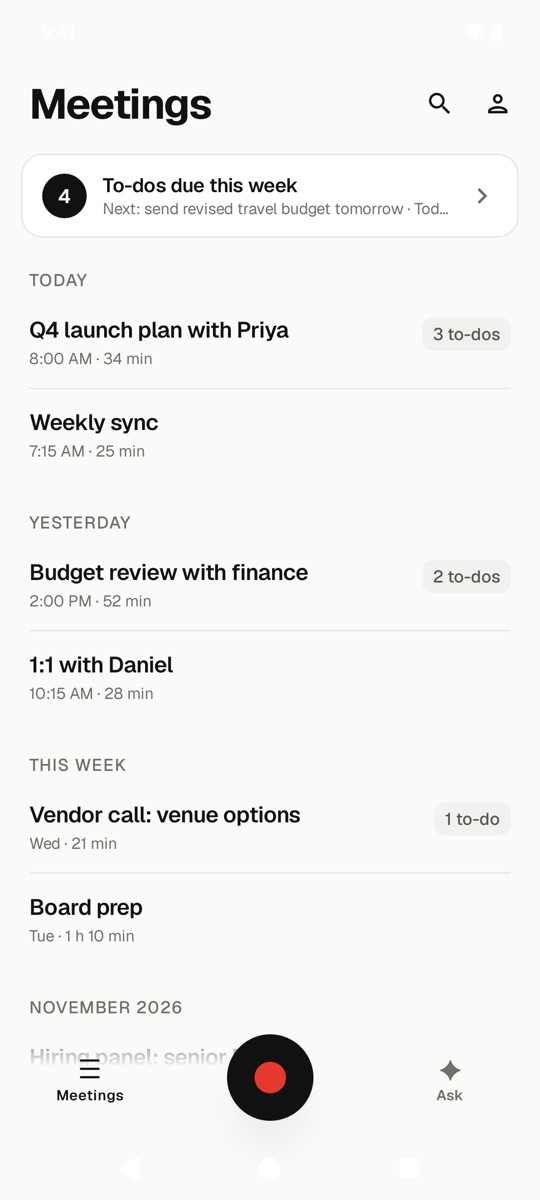 9:41
Meetings
4
To-dos due this week
Next: send revised travel budget tomorrow · Tod…
TODAY
Q4 launch plan with Priya
3 to-dos
8:00 AM · 34 min
Weekly sync
7:15 AM · 25 min
YESTERDAY
Budget review with finance
2 to-dos
2:00 PM · 52 min
1:1 with Daniel
10:15 AM · 28 min
THIS WEEK
Vendor call: venue options
1 to-do
Wed · 21 min
Board prep
Tue · 1 h 10 min
NOVEMBER 2026
Hiring panel: senior
Meetings
Ask